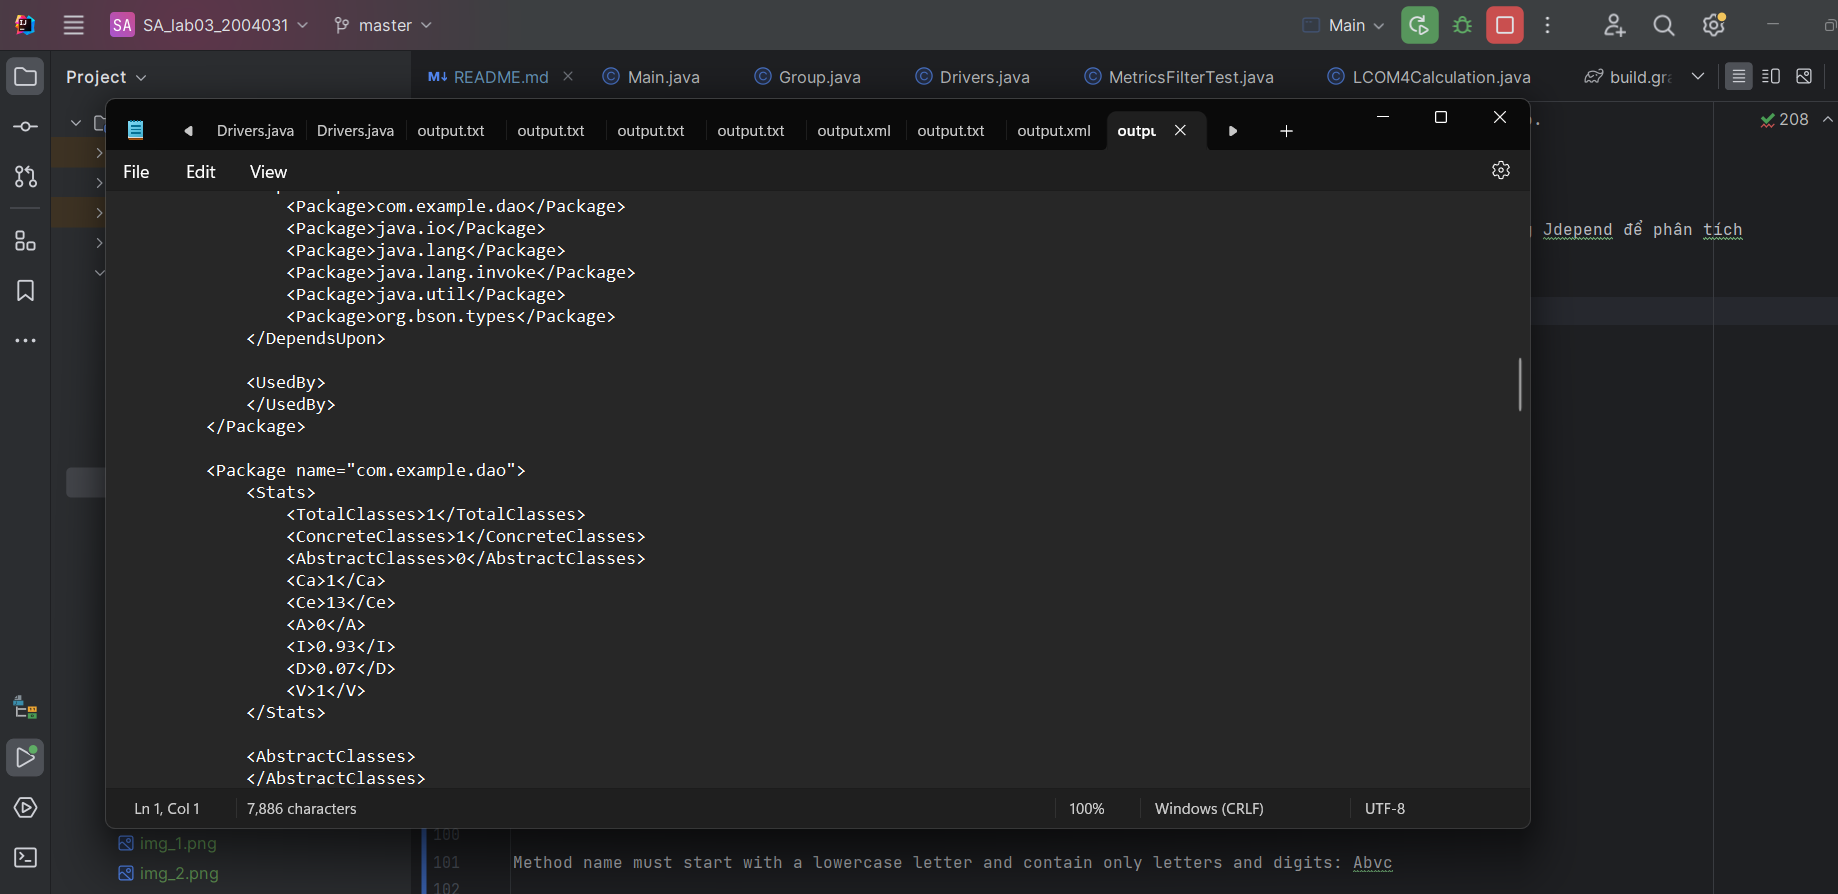 SA SA_lab03_2004031 master Main
Project
README.md Main.java Group.java Drivers.java MetricsFilterTest.java LCOM4Calculation.java build.gra
208
Drivers.java Drivers.java output.txt output.txt output.txt output.txt output.xml output.txt output.xml outpu
File Edit View
<Package>com.example.dao</Package>
<Package>java.io</Package>
<Package>java.lang</Package>
<Package>java.lang.invoke</Package>
<Package>java.util</Package>
<Package>org.bson.types</Package>
</DependsUpon>
<UsedBy>
</UsedBy>
</Package>
<Package name="com.example.dao">
<Stats>
<TotalClasses>1</TotalClasses>
<ConcreteClasses>1</ConcreteClasses>
<AbstractClasses>0</AbstractClasses>
<Ca>1</Ca>
<Ce>13</Ce>
<A>0</A>
<I>0.93</I>
<D>0.07</D>
<V>1</V>
</Stats>
<AbstractClasses>
</AbstractClasses>
Jdepend để phân tích
Ln 1, Col 1 7,886 characters 100% Windows (CRLF) UTF-8
img_1.png
img_2.png
100
101 Method name must start with a lowercase letter and contain only letters and digits: Abvc
102